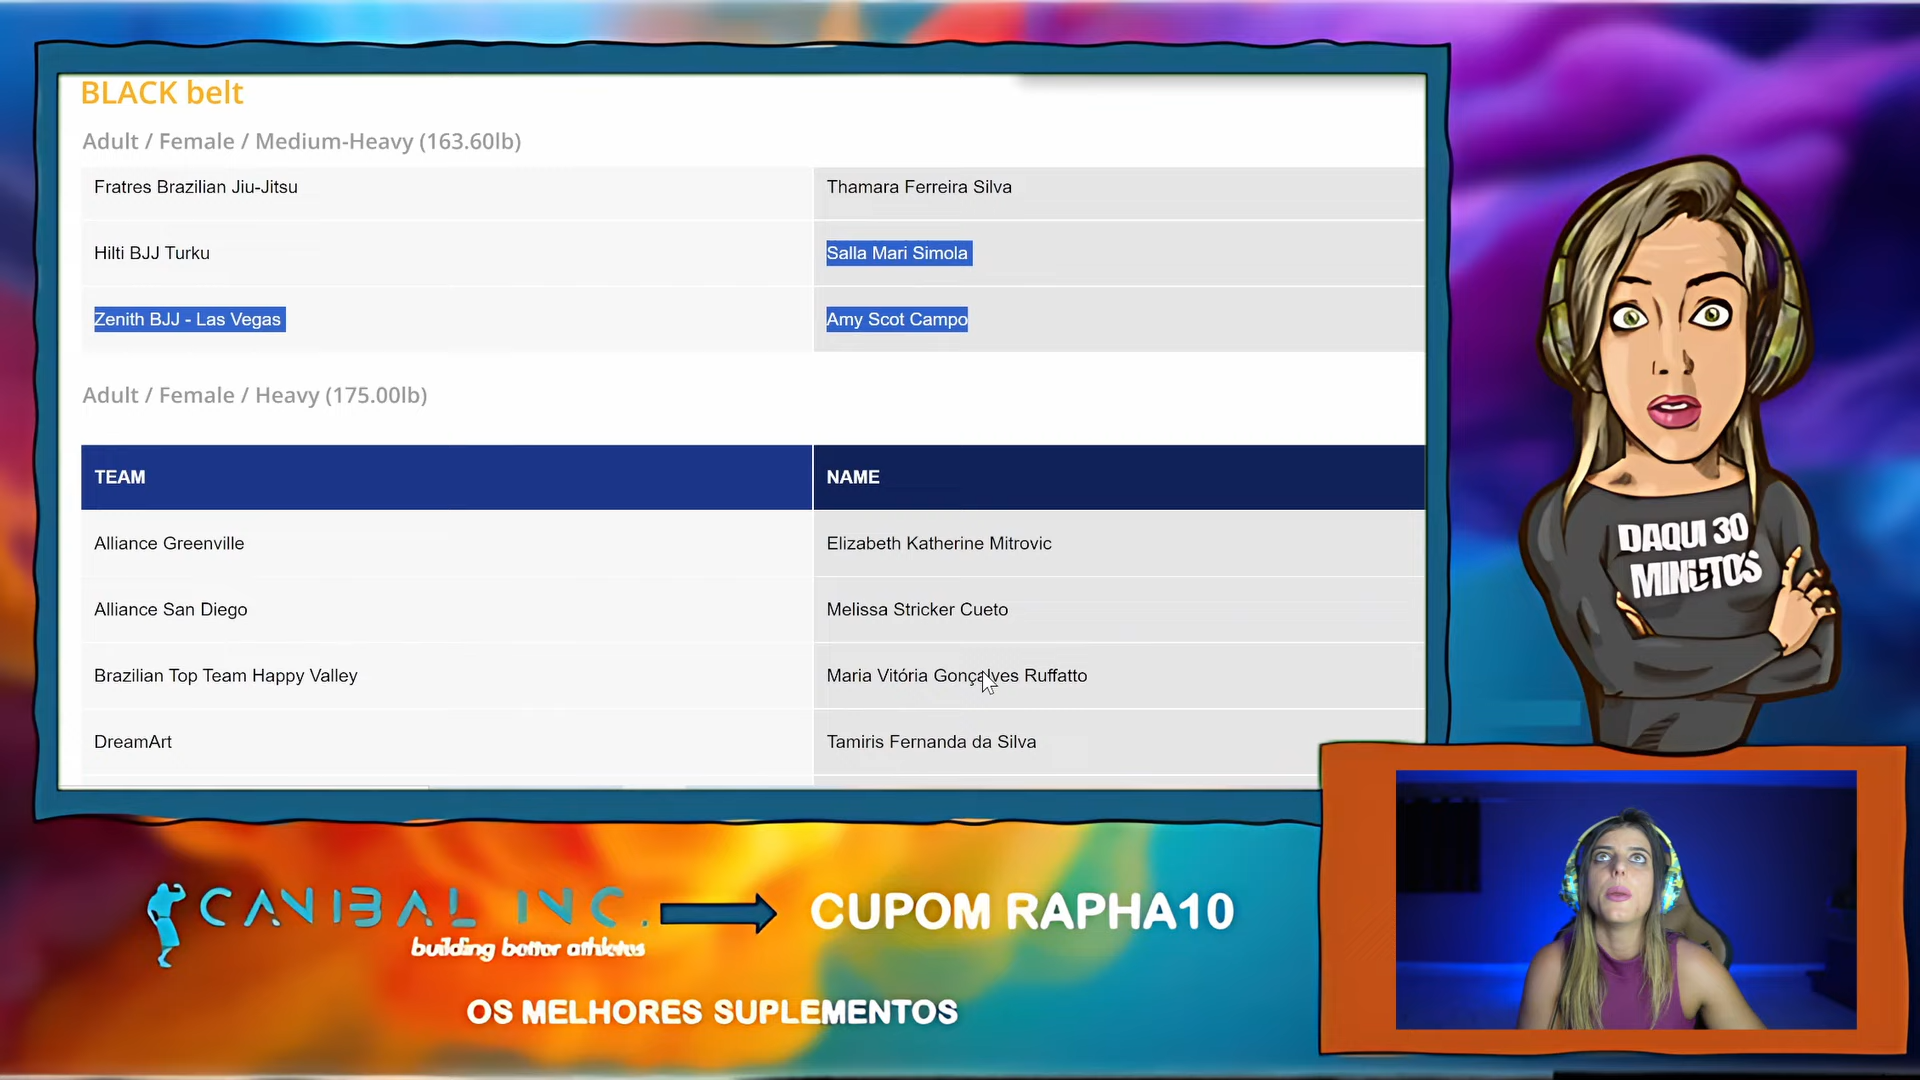 BLACK belt
Adult / Female / Medium-Heavy (163.60lb)
Fratres Brazilian Jiu-Jitsu Thamara Ferreira Silva
Hilti BJJ Turku Salla Mari Simola
Zenith BJJ - Las Vegas Amy Scot Campo
Adult / Female / Heavy (175.00lb)
TEAM NAME
Alliance Greenville Elizabeth Katherine Mitrovic
Alliance San Diego Melissa Stricker Cueto
Brazilian Top Team Happy Valley Maria Vitória Gonçalves Ruffatto
DreamArt Tamiris Fernanda da Silva
DAQUI 30
MINUTOS
CANIBAL INC.
building better athletes
CUPOM RAPHA10
OS MELHORES SUPLEMENTOS